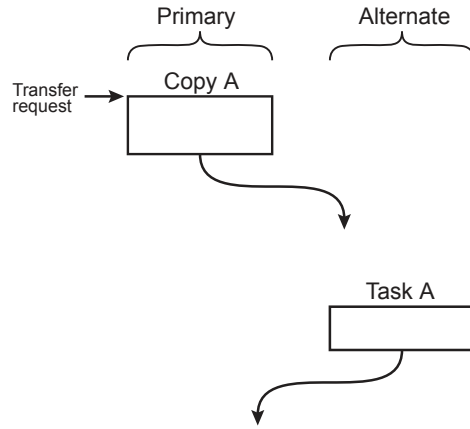 Primary
Alternate
Copy A
Transfer
request
Task A